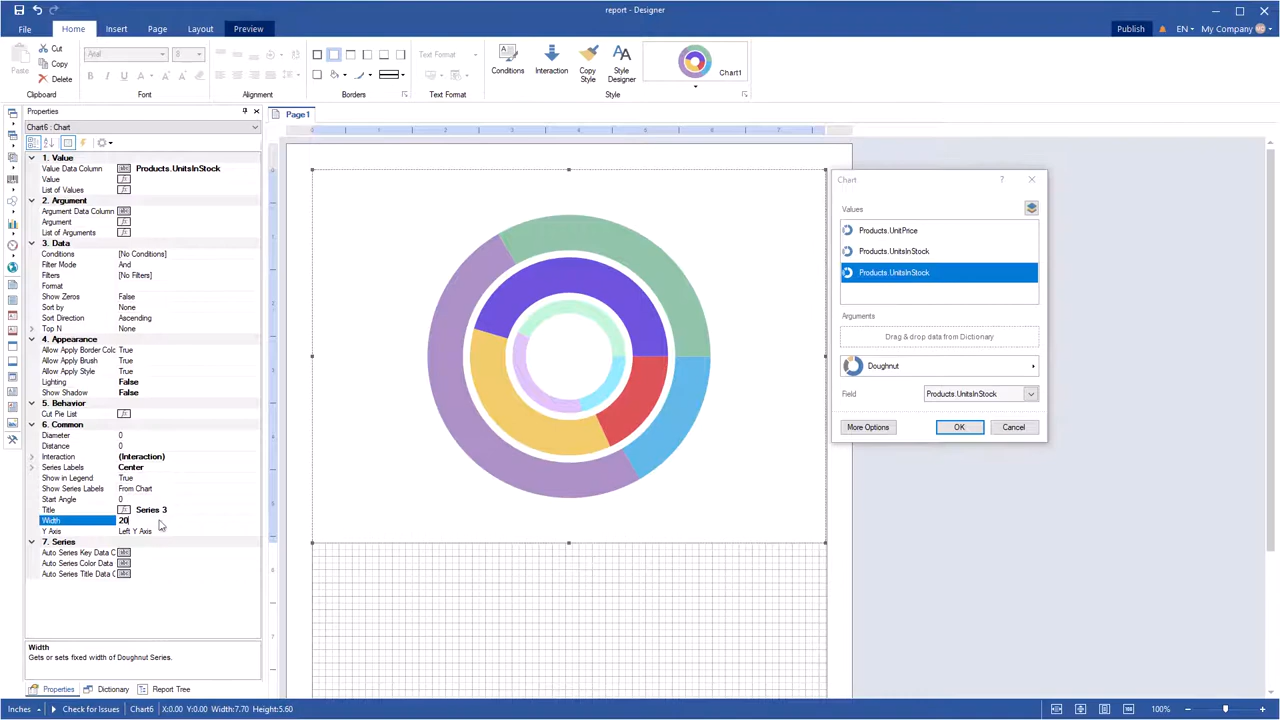 report - Designer
File Home Insert Page Layout Preview Publish EN My Company
Paste Cut Copy Delete
Clipboard
Arial 8
B I U A
Font
Alignment
Borders
Text Format
Text Format
Conditions Interaction Copy Style Style Designer Chart1
Style
Properties
Chart6 : Chart
1. Value
Value Data Column Products.UnitsInStock
Value
List of Values
2. Argument
Argument Data Column
Argument
List of Arguments
3. Data
Conditions [No Conditions]
Filter Mode And
Filters [No Filters]
Format
Show Zeros False
Sort by None
Sort Direction Ascending
Top N None
4. Appearance
Allow Apply Border Colo True
Allow Apply Brush True
Allow Apply Style True
Lighting False
Show Shadow False
5. Behavior
Cut Pie List
6. Common
Diameter 0
Distance 0
Interaction (Interaction)
Series Labels Center
Show in Legend True
Show Series Labels From Chart
Start Angle 0
Title Series 3
Width 20
Y Axis Left Y Axis
7. Series
Auto Series Key Data C
Auto Series Color Data
Auto Series Title Data C
Width
Gets or sets fixed width of Doughnut Series.
Properties Dictionary Report Tree
Page1
Chart
Values
Products.UnitPrice
Products.UnitsInStock
Products.UnitsInStock
Arguments
Drag & drop data from Dictionary
Doughnut
Field Products.UnitsInStock
More Options OK Cancel
Inches Check for Issues Chart6 X:0.00 Y:0.00 Width:7.70 Height:5.60 100%